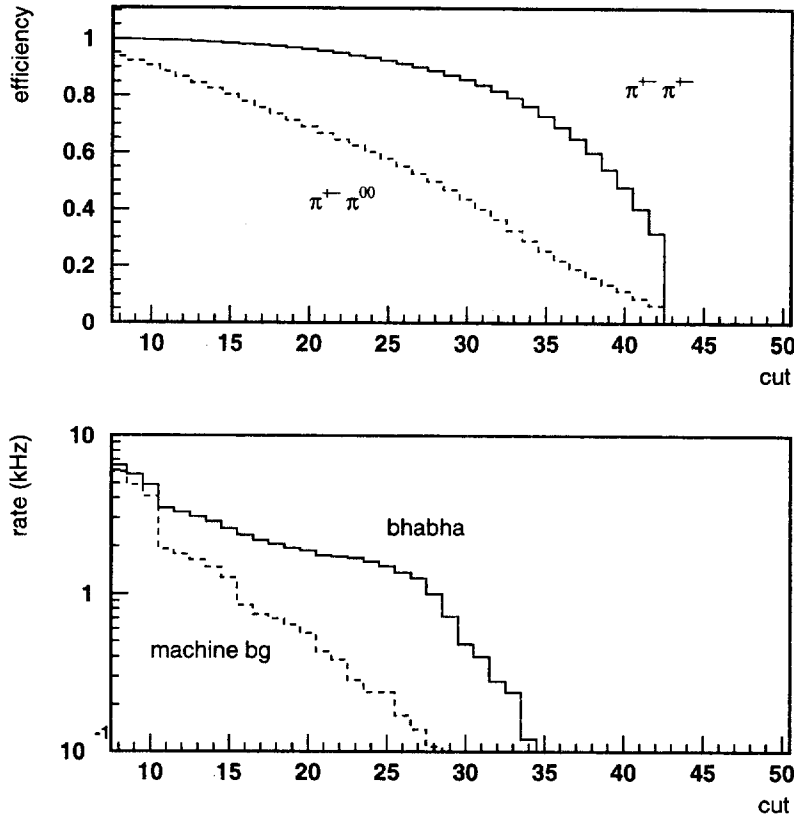 efficiency
1
0.8
0.6
0.4
0.2
0
π⁺⁻ π⁺⁻
π⁺⁻ π⁰⁰
10 15 20 25 30 35 40 45 50
cut
rate (kHz)
10
1
10⁻¹
bhabha
machine bg
10 15 20 25 30 35 40 45 50
cut